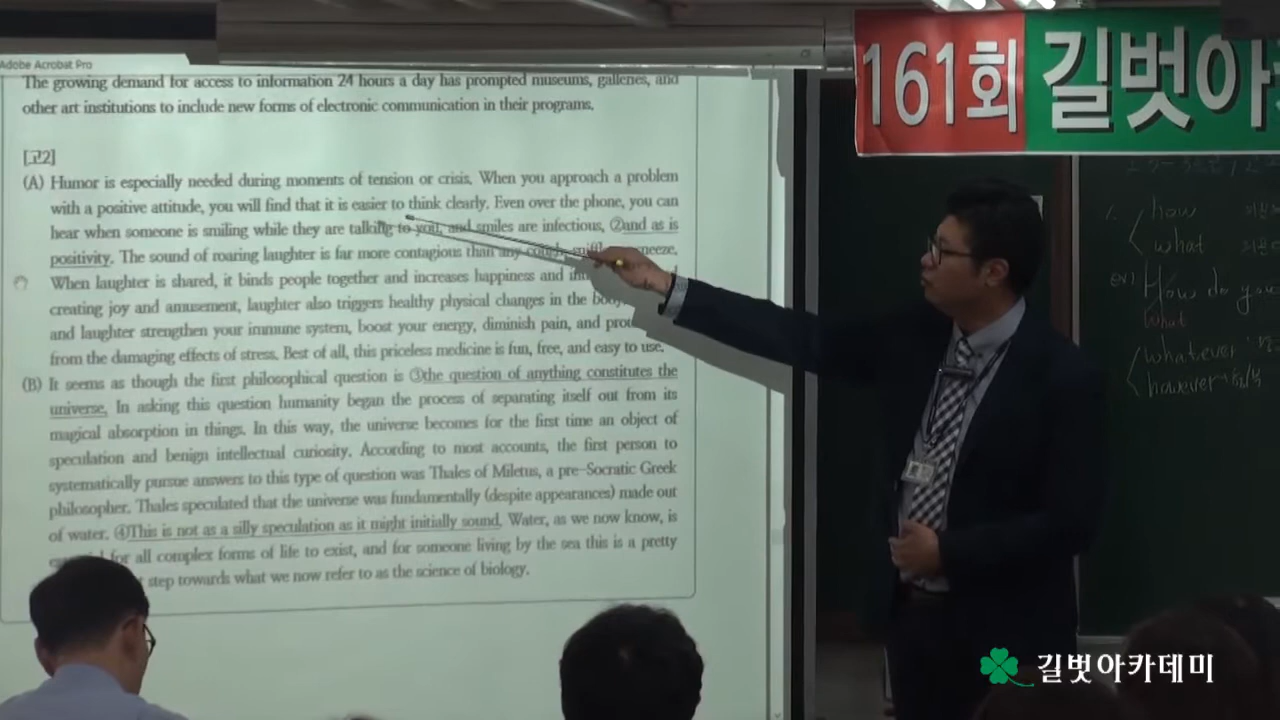 Adobe Acrobat Pro
The growing demand for access to information 24 hours a day has prompted museums, galleries, and
other art institutions to include new forms of electronic communication in their programs.
[고2]
(A) Humor is especially needed during moments of tension or crisis. When you approach a problem
with a positive attitude, you will find that it is easier to think clearly. Even over the phone, you can
hear when someone is smiling while they are talking to you, and smiles are infectious, ②and as is
positivity. The sound of roaring laughter is far more contagious than any cough, sneeze.
When laughter is shared, it binds people together and increases happiness and
creating joy and amusement, laughter also triggers healthy physical changes in the
and laughter strengthen your immune system, boost your energy, diminish pain, and
from the damaging effects of stress. Best of all, this priceless medicine is fun, free, and easy to use.
(B) It seems as though the first philosophical question is ③the question of anything constitutes the
universe. In asking this question humanity began the process of separating itself out from its
magical absorption in things. In this way, the universe becomes for the first time an object of
speculation and benign intellectual curiosity. According to most accounts, the first person to
systematically pursue answers to this type of question was Thales of Miletus, a pre-Socratic Greek
philosopher. Thales speculated that the universe was fundamentally (despite appearances) made out
of water. ④This is not as a silly speculation as it might initially sound. Water, as we now know, is
for all complex forms of life to exist, and for someone living by the sea this is a pretty
step towards what we now refer to as the science of biology.
161회 길벗아
how
what
ex) How do you
What
whatever
however
길벗아카데미